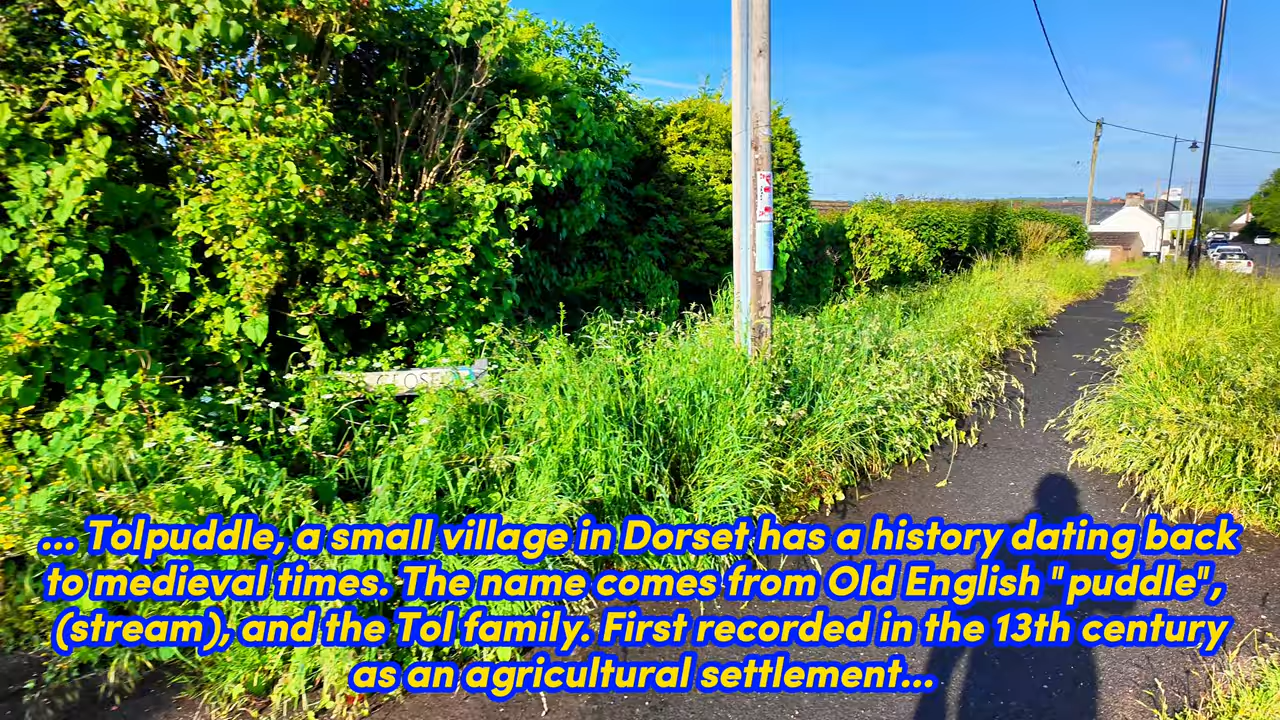 CLOSE
... Tolpuddle, a small village in Dorset has a history dating back
to medieval times. The name comes from Old English "puddle",
(stream), and the Tol family. First recorded in the 13th century
as an agricultural settlement...